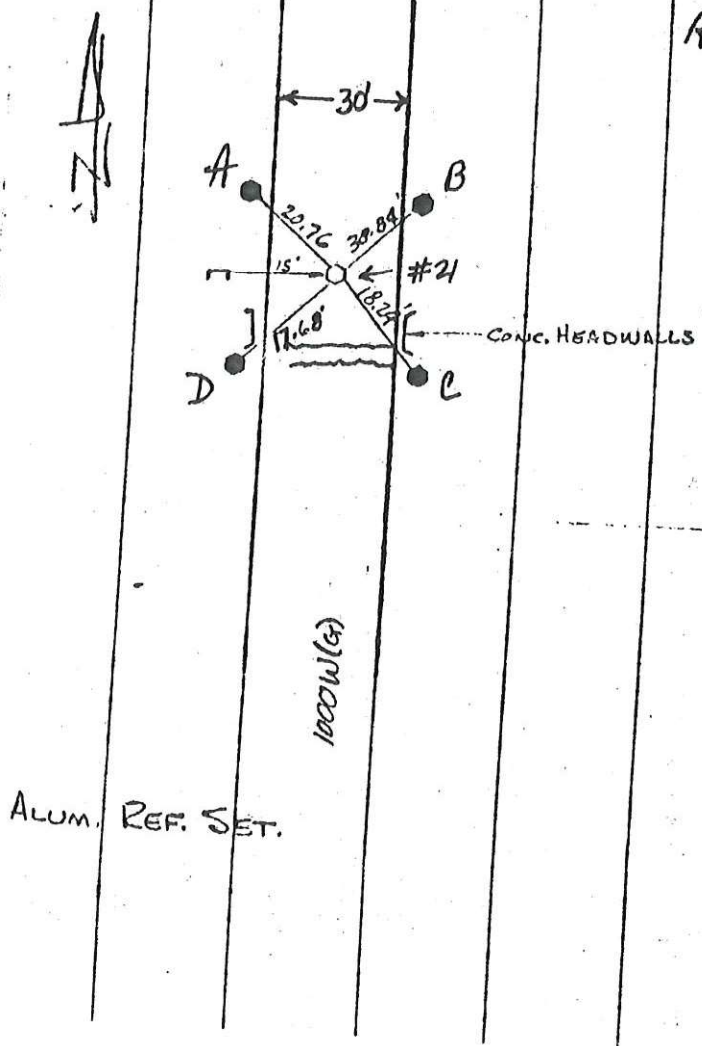 N
30'
A
B
20.76
38.84'
15'
#21
18.29'
17.68'
CONC. HEADWALLS
D
C
1000W(G)
ALUM. REF. SET.